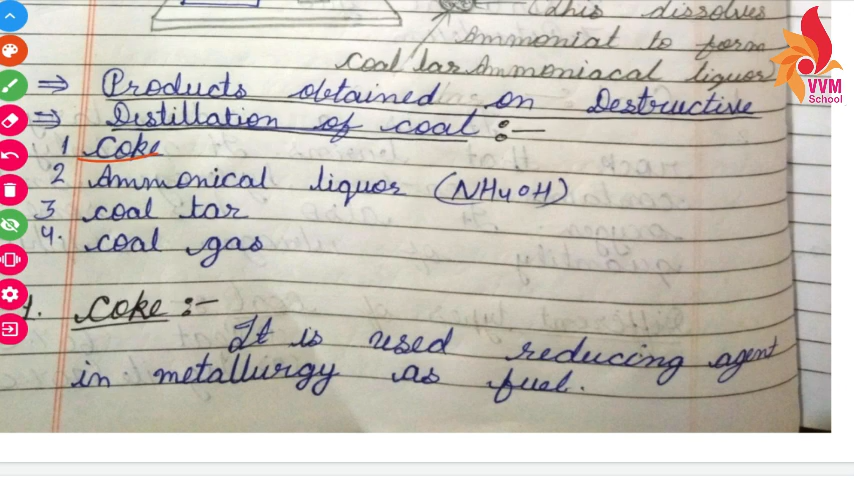 this dissolves
Ammoniat to form
coal tar Ammoniacal liquor
⇒ Products obtained on Destructive
⇒ Distillation of coal :—
1 coke
2 Ammonical liquor (NH4OH)
3 coal tar
4. coal gas
1. coke :—
It is used reducing agent
in metallurgy as fuel.
VVM
School